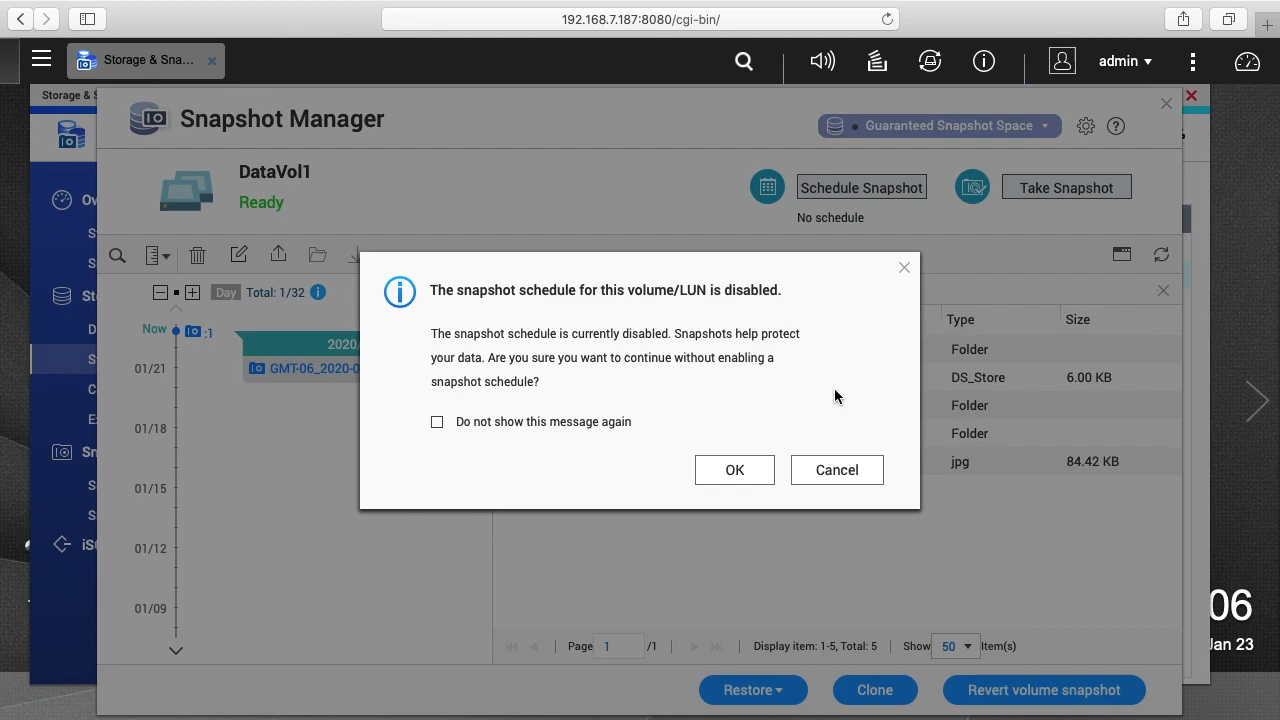 192.168.7.187:8080/cgi-bin/
Storage & Sna...
admin
Storage & S
Snapshot Manager
Guaranteed Snapshot Space
DataVol1
Ready
Schedule Snapshot
Take Snapshot
No schedule
Ov
S
S
St
D
S
C
E
Sn
S
S
iS
Day Total: 1/32
Now
:1
2020/
GMT-06_2020-0
01/21
01/18
01/15
01/12
01/09
The snapshot schedule for this volume/LUN is disabled.
The snapshot schedule is currently disabled. Snapshots help protect
your data. Are you sure you want to continue without enabling a
snapshot schedule?
Do not show this message again
OK
Cancel
Type Size
Folder
DS_Store 6.00 KB
Folder
Folder
jpg 84.42 KB
Page 1 /1 Display item: 1-5, Total: 5 Show 50 Item(s)
Restore
Clone
Revert volume snapshot
06
Jan 23